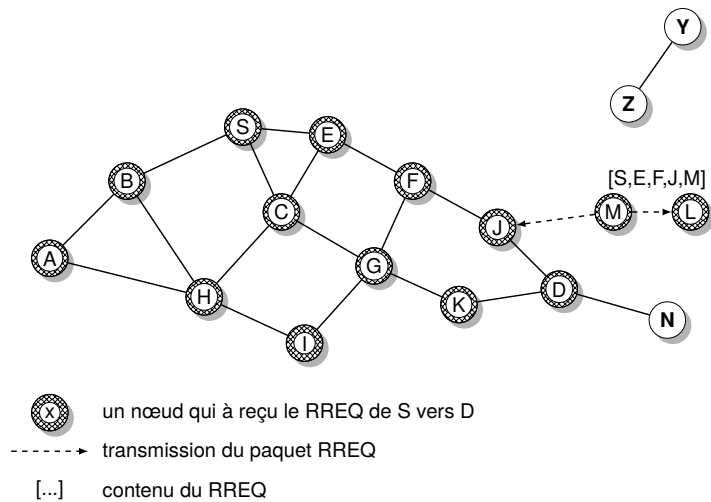 Y
Z
S
E
B
F
[S,E,F,J,M]
C
J
M
L
A
G
H
K
D
N
I
x un nœud qui à reçu le RREQ de S vers D
transmission du paquet RREQ
[...] contenu du RREQ